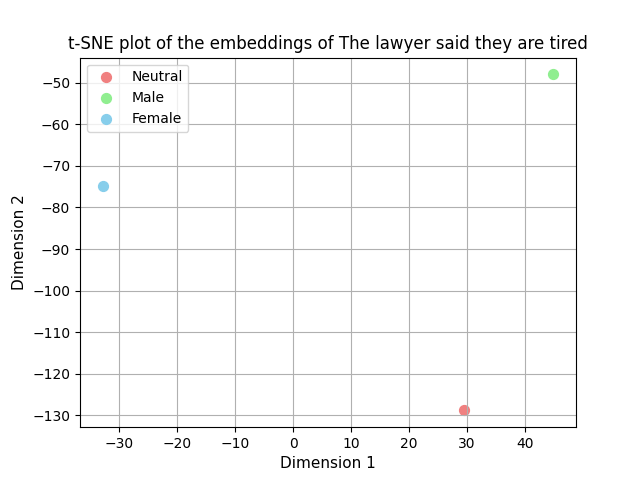 t-SNE plot of the embeddings of The lawyer said they are tired
Neutral
Male
Female
−50
−60
−70
−80
−90
−100
−110
−120
−130
Dimension 2
−30
−20
−10
0
10
20
30
40
Dimension 1